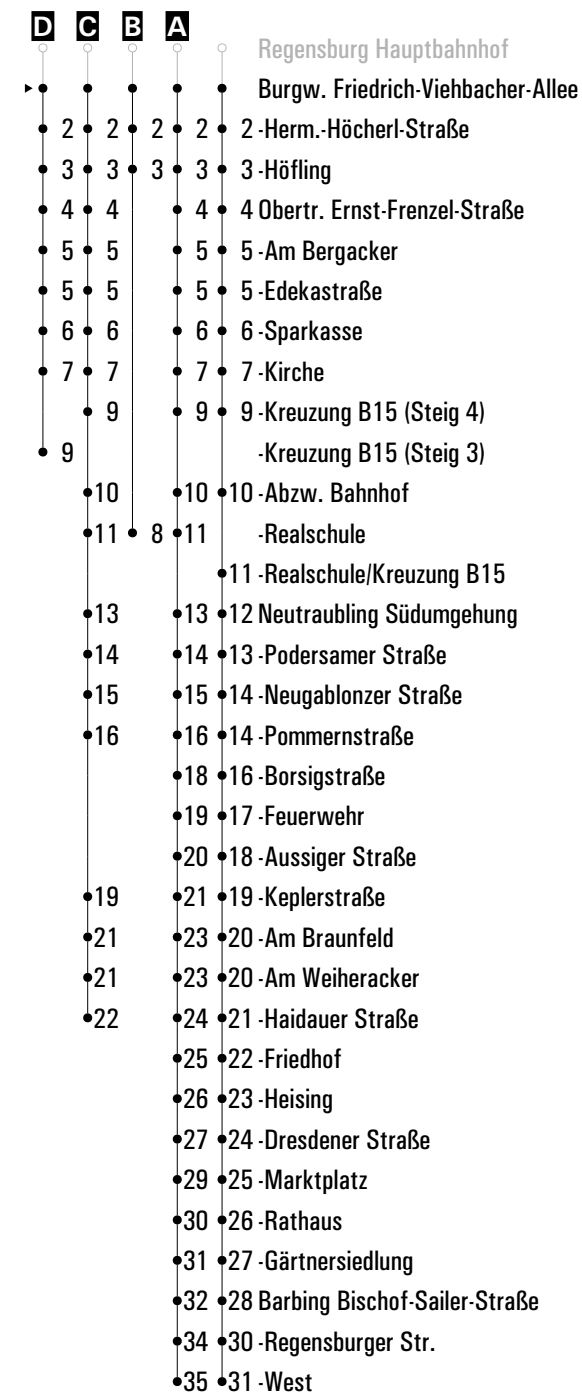 D C B A
Regensburg Hauptbahnhof
Burgw. Friedrich-Viehbacher-Allee
2 2 2 2 2 -Herm.-Höcherl-Straße
3 3 3 3 3 -Höfling
4 4 4 4 Obertr. Ernst-Frenzel-Straße
5 5 5 5 -Am Bergacker
5 5 5 5 -Edekastraße
6 6 6 6 -Sparkasse
7 7 7 7 -Kirche
9 9 9 -Kreuzung B15 (Steig 4)
9 -Kreuzung B15 (Steig 3)
10 10 10 -Abzw. Bahnhof
11 8 11 -Realschule
11 -Realschule/Kreuzung B15
13 13 12 Neutraubling Südumgehung
14 14 13 -Podersamer Straße
15 15 14 -Neugablonzer Straße
16 16 14 -Pommernstraße
18 16 -Borsigstraße
19 17 -Feuerwehr
20 18 -Aussiger Straße
19 21 19 -Keplerstraße
21 23 20 -Am Braunfeld
21 23 20 -Am Weiheracker
22 24 21 -Haidauer Straße
25 22 -Friedhof
26 23 -Heising
27 24 -Dresdener Straße
29 25 -Marktplatz
30 26 -Rathaus
31 27 -Gärtnersiedlung
32 28 Barbing Bischof-Sailer-Straße
34 30 -Regensburger Str.
35 31 -West